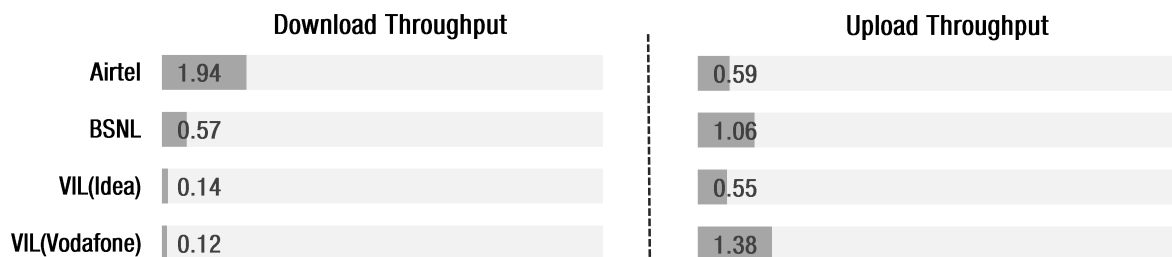 Download Throughput Upload Throughput
Airtel 1.94 0.59
BSNL 0.57 1.06
VIL(Idea) 0.14 0.55
VIL(Vodafone) 0.12 1.38